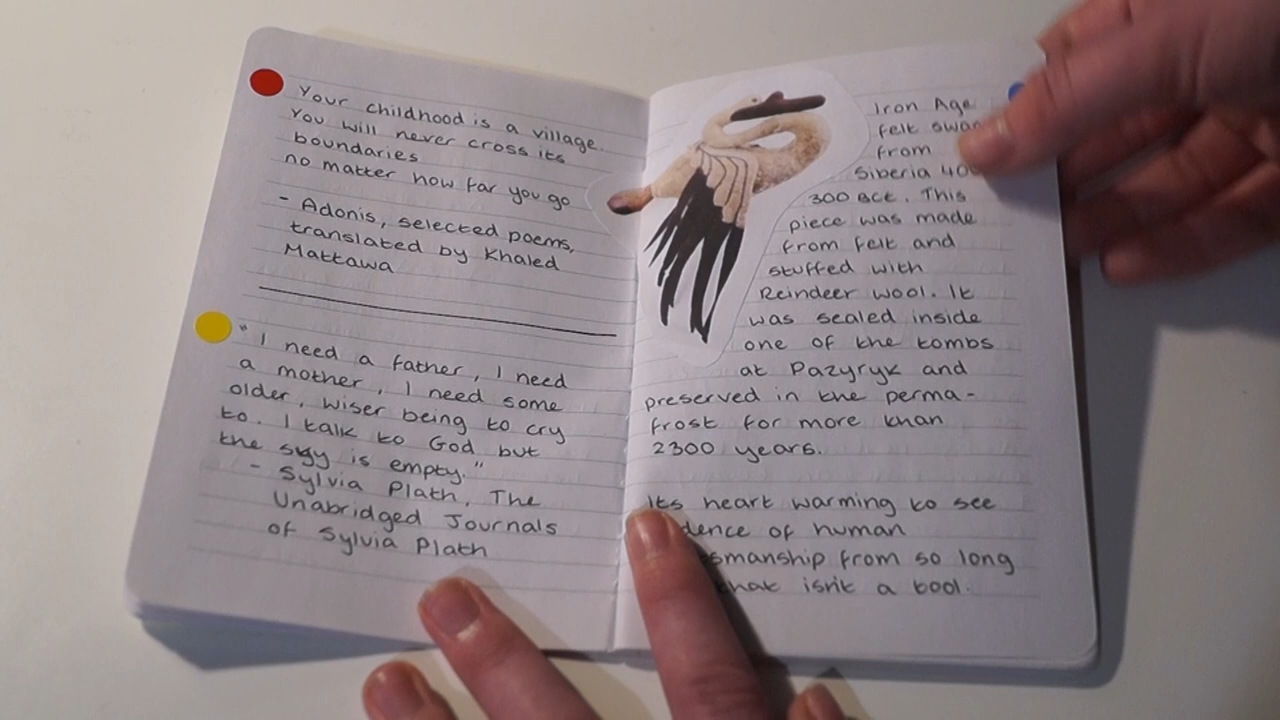 Your childhood is a village.
You will never cross its
boundaries
no matter how far you go
- Adonis, selected poems,
translated by Khaled
Mattawa
" I need a father, I need
a mother, I need some
older, wiser being to cry
to. I talk to God but
the sky is empty."
- Sylvia Plath, The
Unabridged Journals
of Sylvia Plath
Iron Age
felt swan
from
Siberia
300 BCE. This
piece was made
from felt and
stuffed with
Reindeer wool. It
was sealed inside
one of the tombs
at Pazyryk and
preserved in the perma-
frost for more than
2300 years.
Its heart warming to see
of human
from so long
that isn't a tool.